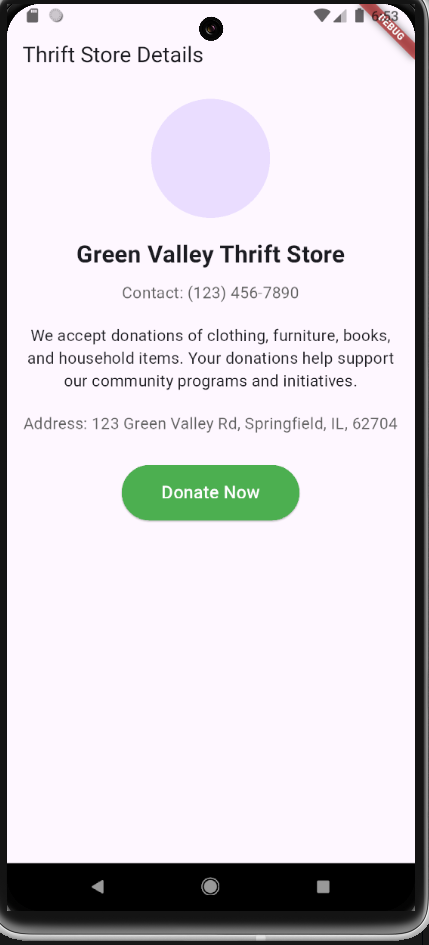 6:53
DEBUG
Thrift Store Details
Green Valley Thrift Store
Contact: (123) 456-7890
We accept donations of clothing, furniture, books,
and household items. Your donations help support
our community programs and initiatives.
Address: 123 Green Valley Rd, Springfield, IL, 62704
Donate Now